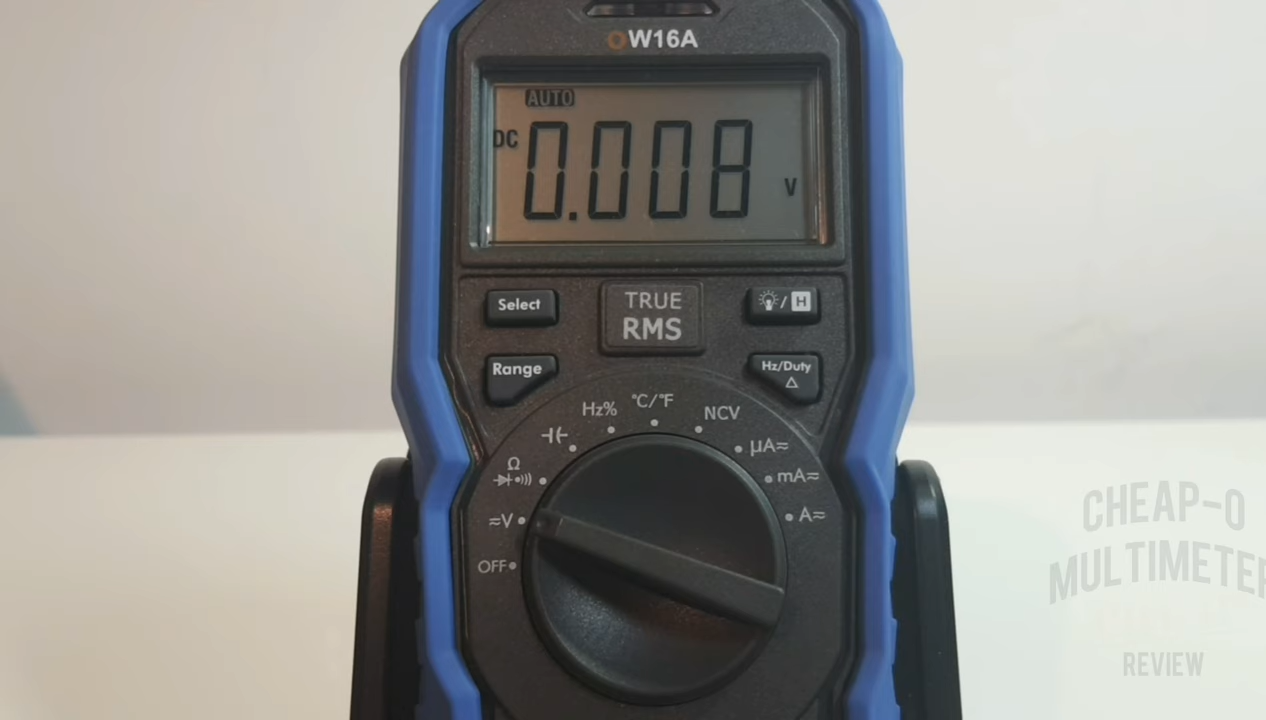 OW16A
AUTO
DC 0.008 V
Select
TRUE
RMS
/ H
Range
Hz/Duty
Δ
Hz%
°C/°F
NCV
μA≂
Ω
mA≂
≂V
A≂
OFF
CHEAP-O
MULTIMETER
REVIEW